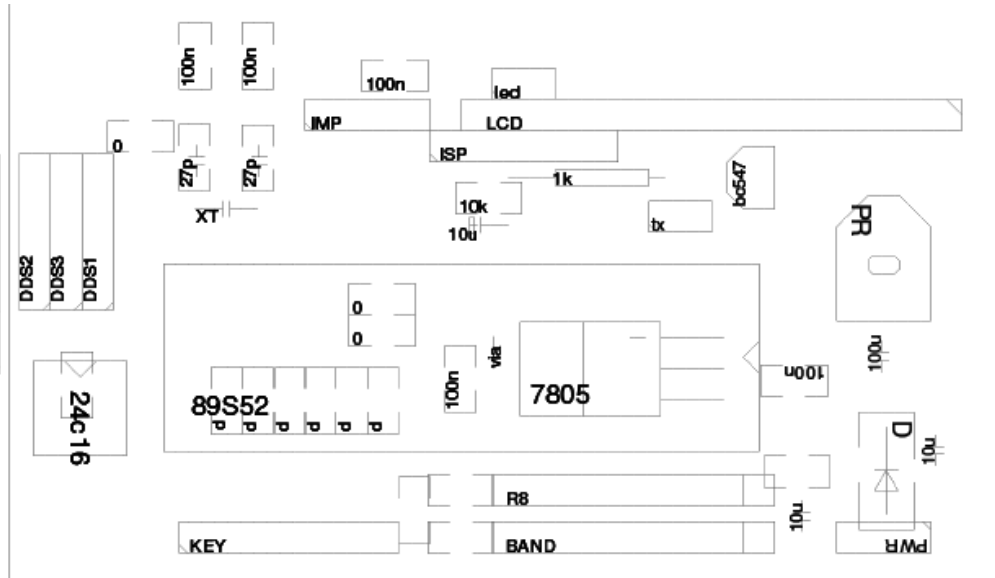 100n
100n
100n
led
IMP
LCD
0
ISP
27p
27p
1k
bc547
XT
10k
10u
tx
PR
DDS2
DDS3
DDS1
0
0
via
100u
100n
100n
24c16
89S52
7805
p
p
p
p
p
p
D
10u
R8
10u
KEY
BAND
PWR